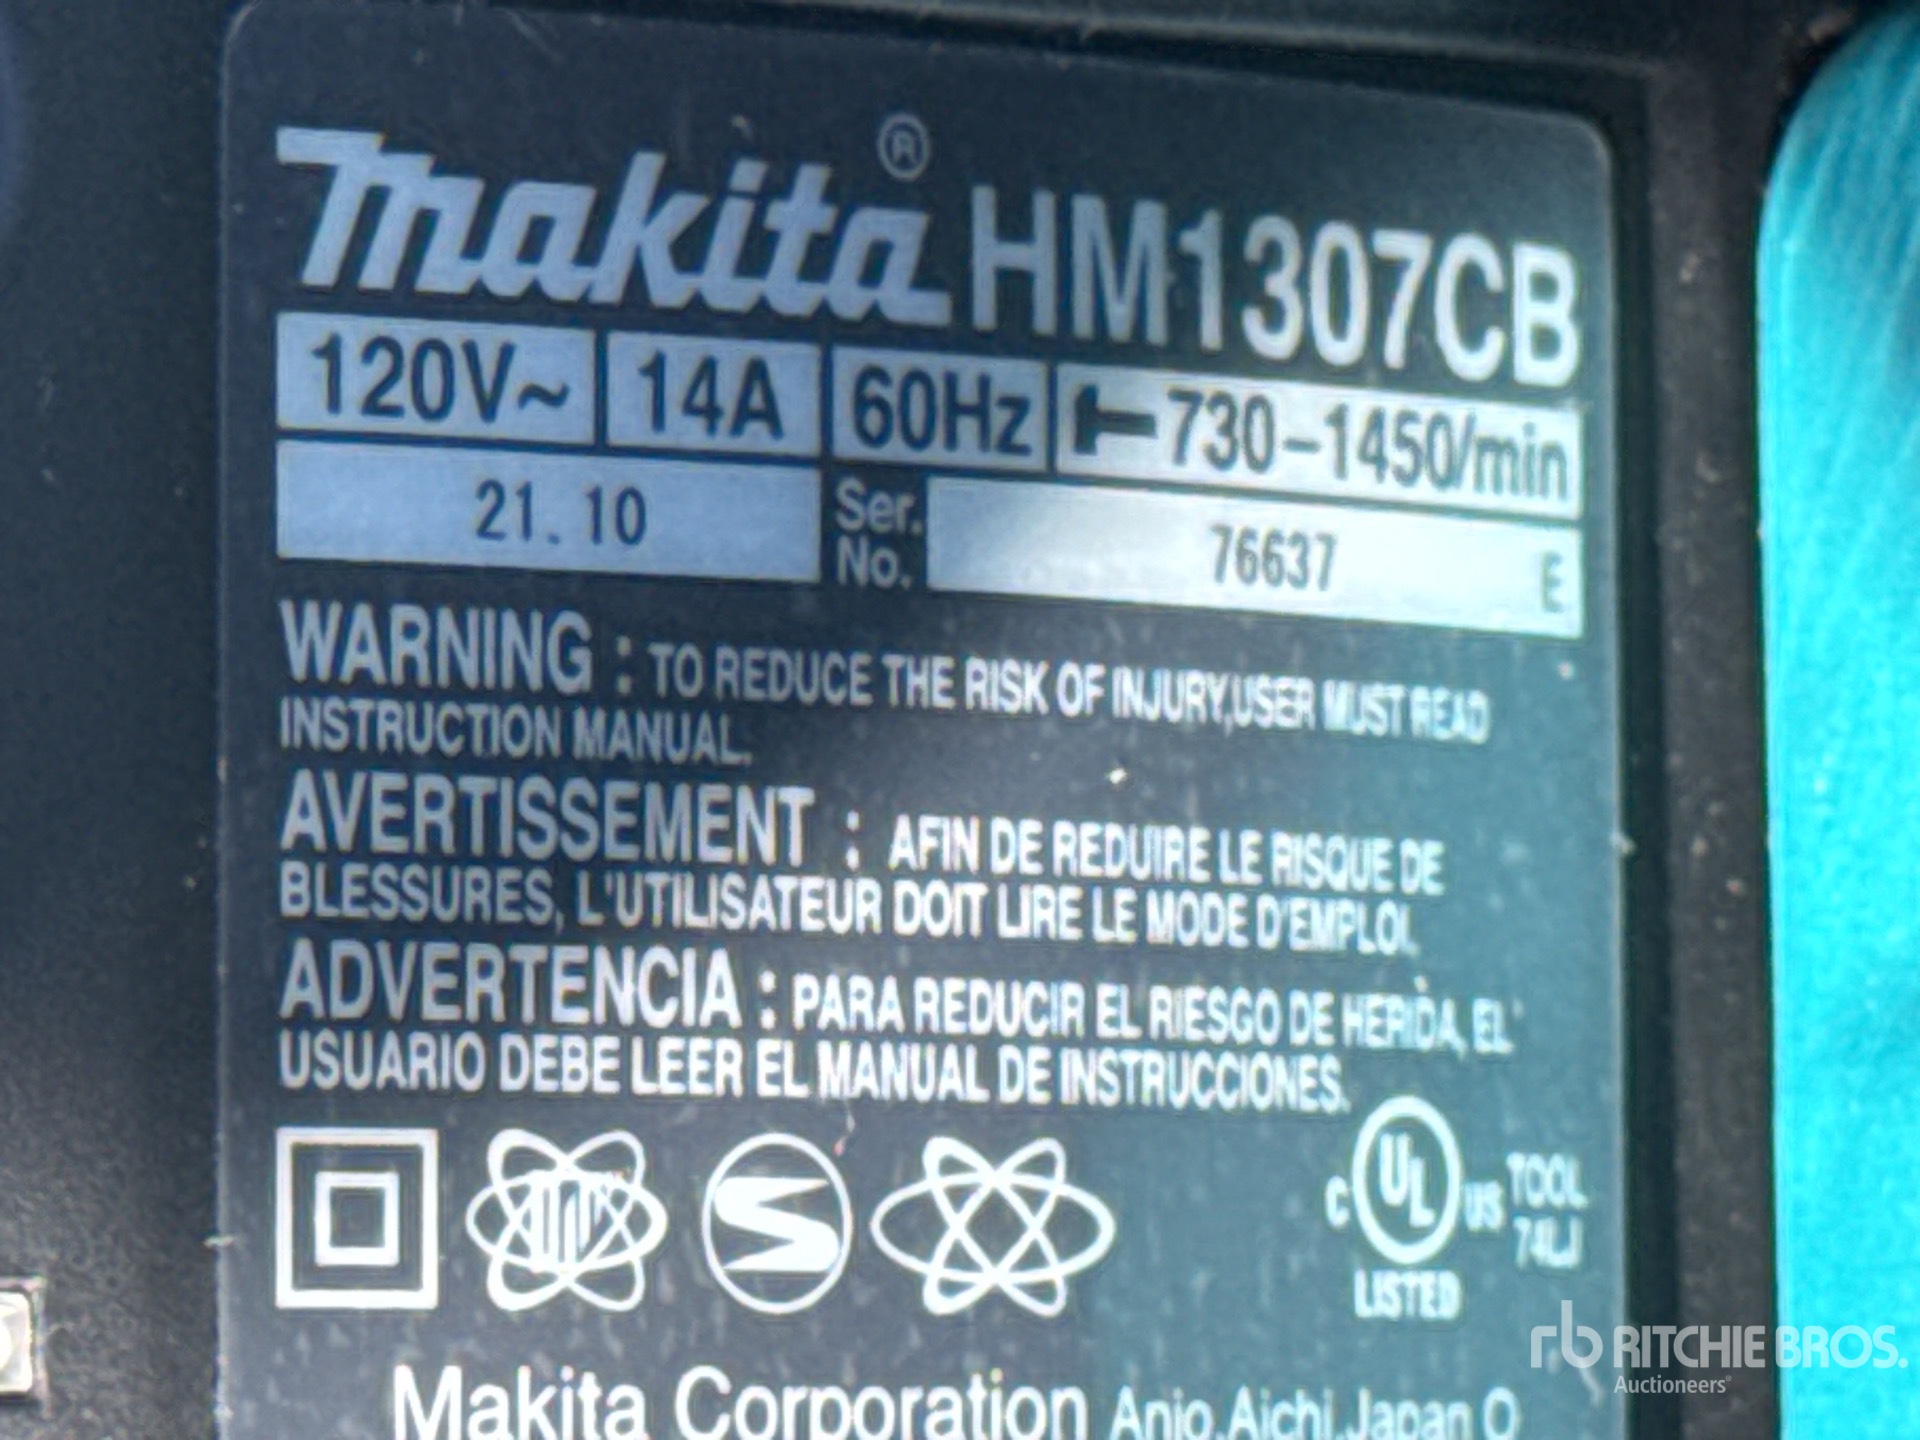 makita® HM1307CB
120V~ 14A 60Hz 730-1450/min
21.10 Ser. No. 76637 E
WARNING : TO REDUCE THE RISK OF INJURY,USER MUST READ
INSTRUCTION MANUAL.
AVERTISSEMENT : AFIN DE REDUIRE LE RISQUE DE
BLESSURES, L'UTILISATEUR DOIT LIRE LE MODE D'EMPLOI.
ADVERTENCIA : PARA REDUCIR EL RIESGO DE HERIDA, EL
USUARIO DEBE LEER EL MANUAL DE INSTRUCCIONES.
C UL US TOOL
74LJ
LISTED
Makita Corporation Anjo,Aichi,Japan
rb RITCHIE BROS.
Auctioneers®